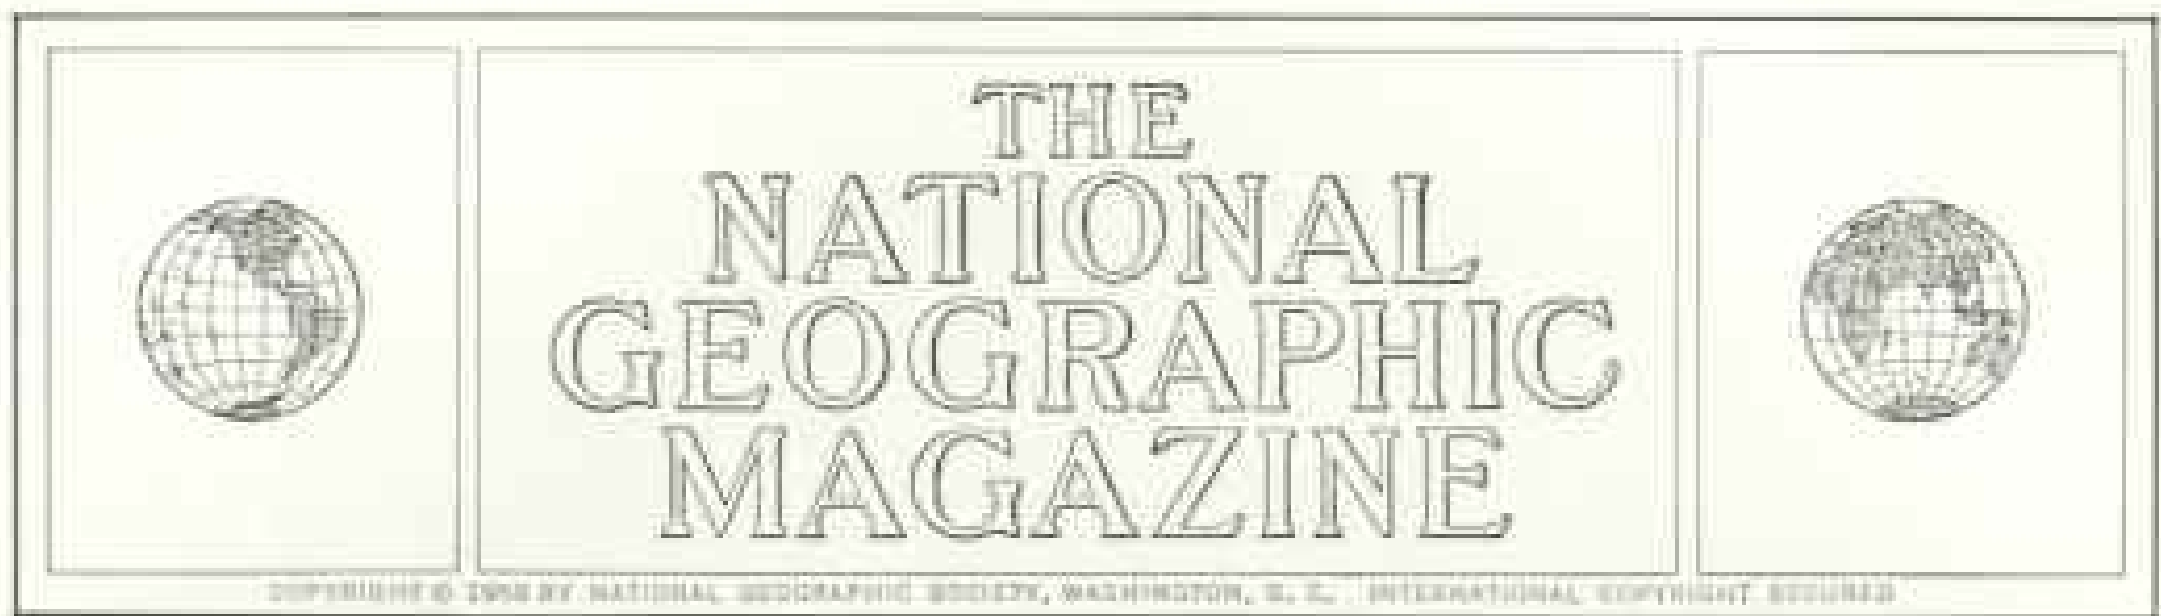 THE
NATIONAL
GEOGRAPHIC
MAGAZINE
COPYRIGHT © BY NATIONAL GEOGRAPHIC SOCIETY, WASHINGTON, D. C. INTERNATIONAL COPYRIGHT SECURED